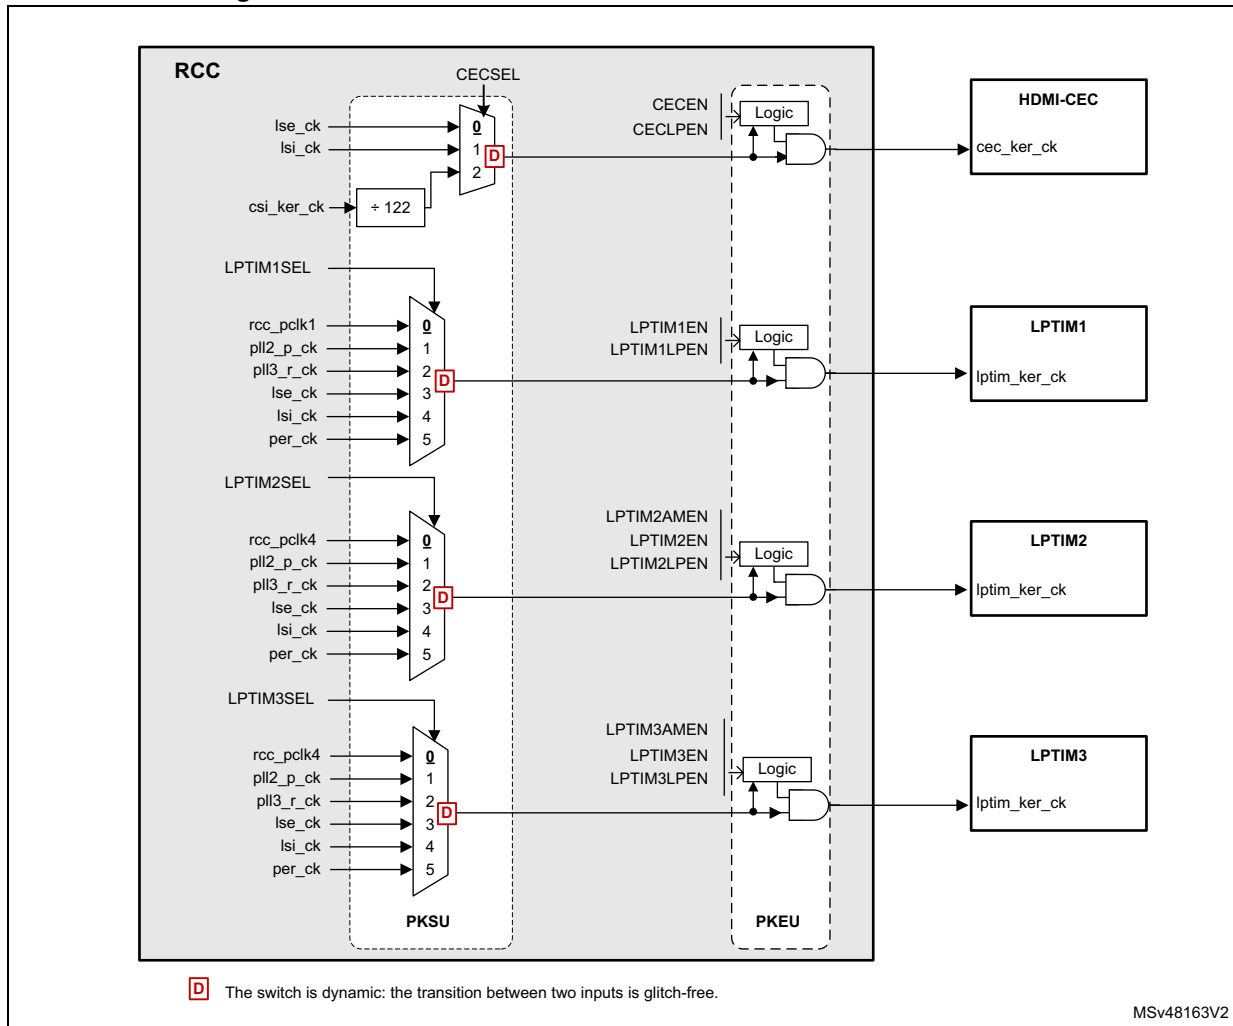 RCC
CECSEL
lse_ck
lsi_ck
csi_ker_ck
÷ 122
0
1
2
D
CECEN
CECLPEN
Logic
HDMI-CEC
cec_ker_ck
LPTIM1SEL
rcc_pclk1
pll2_p_ck
pll3_r_ck
lse_ck
lsi_ck
per_ck
0
1
2
3
4
5
D
LPTIM1EN
LPTIM1LPEN
Logic
LPTIM1
lptim_ker_ck
LPTIM2SEL
rcc_pclk4
pll2_p_ck
pll3_r_ck
lse_ck
lsi_ck
per_ck
0
1
2
3
4
5
D
LPTIM2AMEN
LPTIM2EN
LPTIM2LPEN
Logic
LPTIM2
lptim_ker_ck
LPTIM3SEL
rcc_pclk4
pll2_p_ck
pll3_r_ck
lse_ck
lsi_ck
per_ck
0
1
2
3
4
5
D
LPTIM3AMEN
LPTIM3EN
LPTIM3LPEN
Logic
LPTIM3
lptim_ker_ck
PKSU
PKEU
D The switch is dynamic: the transition between two inputs is glitch-free.
MSv48163V2